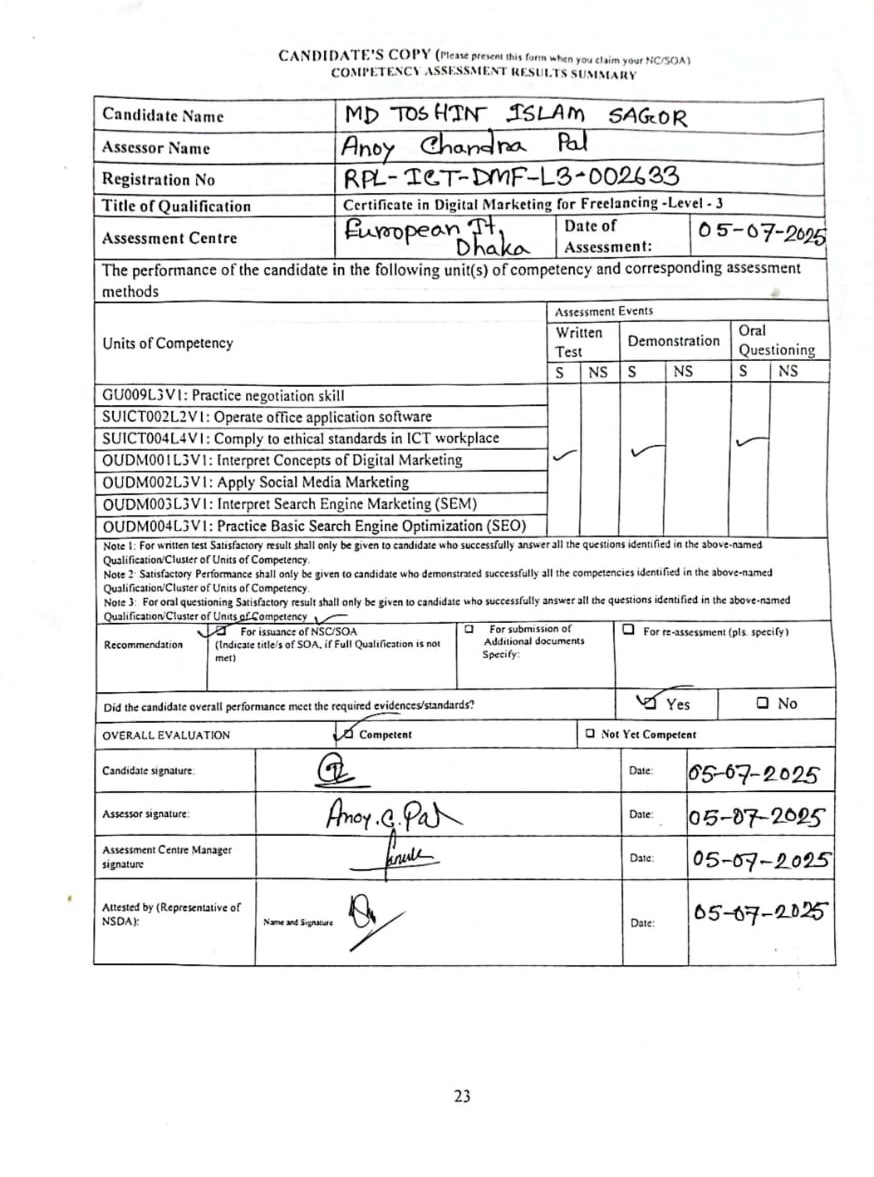 CANDIDATE'S COPY (Please present this form when you claim your NC/SOA)
COMPETENCY ASSESSMENT RESULTS SUMMARY
Candidate Name MD TOSHIN ISLAM SAGOR
Assessor Name Anoy Chandra Pal
Registration No RPL-ICT-DMF-L3-002633
Title of Qualification Certificate in Digital Marketing for Freelancing -Level - 3
Assessment Centre European It, Dhaka Date of Assessment: 05-07-2025
The performance of the candidate in the following unit(s) of competency and corresponding assessment
methods
Units of Competency
Assessment Events
Written Test Demonstration Oral Questioning
S NS S NS S NS
GU009L3V1: Practice negotiation skill
SUICT002L2V1: Operate office application software
SUICT004L4V1: Comply to ethical standards in ICT workplace
OUDM001L3V1: Interpret Concepts of Digital Marketing
OUDM002L3V1: Apply Social Media Marketing
OUDM003L3V1: Interpret Search Engine Marketing (SEM)
OUDM004L3V1: Practice Basic Search Engine Optimization (SEO)
Note 1: For written test Satisfactory result shall only be given to candidate who successfully answer all the questions identified in the above-named
Qualification/Cluster of Units of Competency.
Note 2: Satisfactory Performance shall only be given to candidate who demonstrated successfully all the competencies identified in the above-named
Qualification/Cluster of Units of Competency.
Note 3: For oral questioning Satisfactory result shall only be given to candidate who successfully answer all the questions identified in the above-named
Qualification/Cluster of Units of Competency
Recommendation
For issuance of NSC/SOA
(Indicate title/s of SOA, if Full Qualification is not
met)
For submission of
Additional documents
Specify:
For re-assessment (pls. specify)
Did the candidate overall performance meet the required evidences/standards? Yes No
OVERALL EVALUATION Competent Not Yet Competent
Candidate signature: Date: 05-07-2025
Assessor signature: Anoy.C.Pal Date: 05-07-2025
Assessment Centre Manager
signature Date: 05-07-2025
Attested by (Representative of
NSDA): Name and Signature Date: 05-07-2025
23